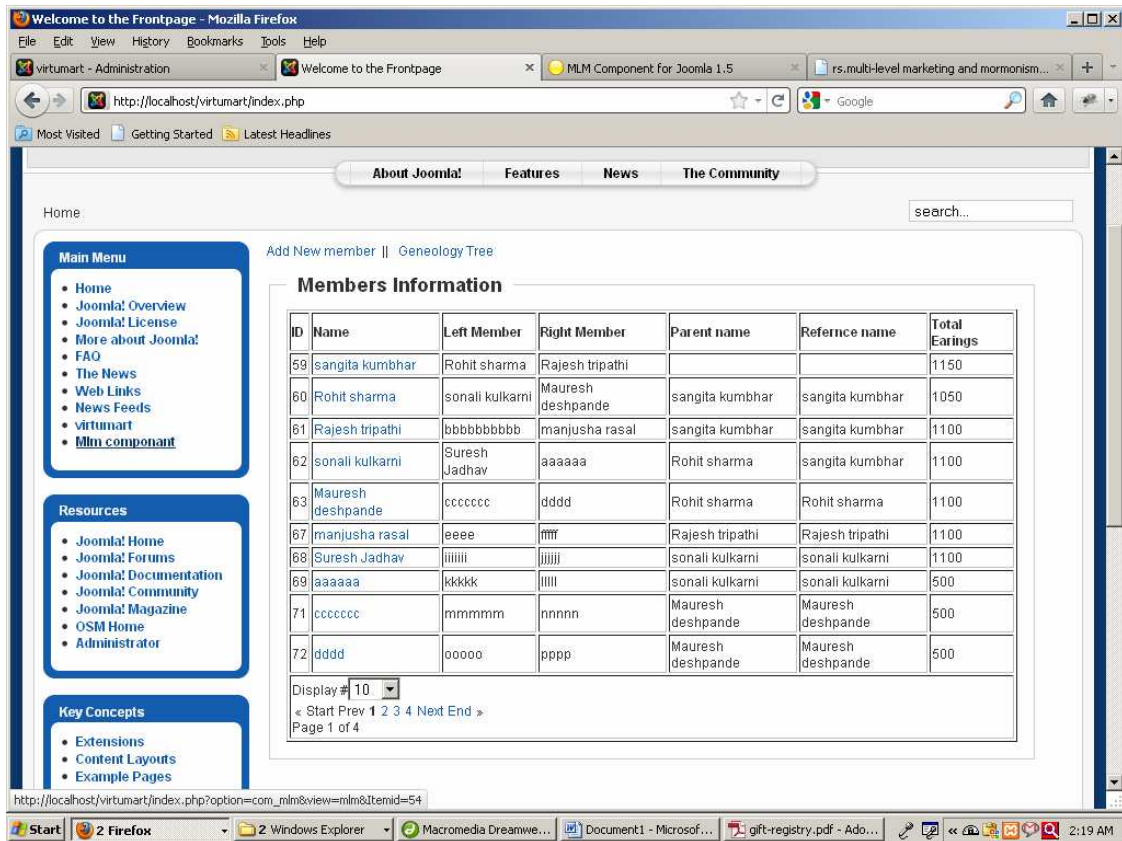 Welcome to the Frontpage - Mozilla Firefox
File Edit View History Bookmarks Tools Help
virtumart - Administration
Welcome to the Frontpage
MLM Component for Joomla 1.5
rs.multi-level marketing and mormonism...
http://localhost/virtumart/index.php
Google
Most Visited Getting Started Latest Headlines
About Joomla! Features News The Community
Home
search...
Main Menu
Home
Joomla! Overview
Joomla! License
More about Joomla!
FAQ
The News
Web Links
News Feeds
virtumart
Mlm componant
Resources
Joomla! Home
Joomla! Forums
Joomla! Documentation
Joomla! Community
Joomla! Magazine
OSM Home
Administrator
Key Concepts
Extensions
Content Layouts
Example Pages
Add New member || Geneology Tree
Members Information
ID Name Left Member Right Member Parent name Refernce name Total Earings
59 sangita kumbhar Rohit sharma Rajesh tripathi 1150
60 Rohit sharma sonali kulkarni Mauresh deshpande sangita kumbhar sangita kumbhar 1050
61 Rajesh tripathi bbbbbbbbbb manjusha rasal sangita kumbhar sangita kumbhar 1100
62 sonali kulkarni Suresh Jadhav aaaaaa Rohit sharma sangita kumbhar 1100
63 Mauresh deshpande ccccccc dddd Rohit sharma Rohit sharma 1100
67 manjusha rasal eeee ffffff Rajesh tripathi Rajesh tripathi 1100
68 Suresh Jadhav iiiiiii jjjjjj sonali kulkarni sonali kulkarni 1100
69 aaaaaa kkkkk lllll sonali kulkarni sonali kulkarni 500
71 ccccccc mmmmm nnnnn Mauresh deshpande Mauresh deshpande 500
72 dddd ooooo pppp Mauresh deshpande Mauresh deshpande 500
Display # 10
« Start Prev 1 2 3 4 Next End »
Page 1 of 4
http://localhost/virtumart/index.php?option=com_mlm&view=mlm&Itemid=54
Start 2 Firefox 2 Windows Explorer Macromedia Dreamwe... Document1 - Microsof... gift-registry.pdf - Ado... « 2:19 AM